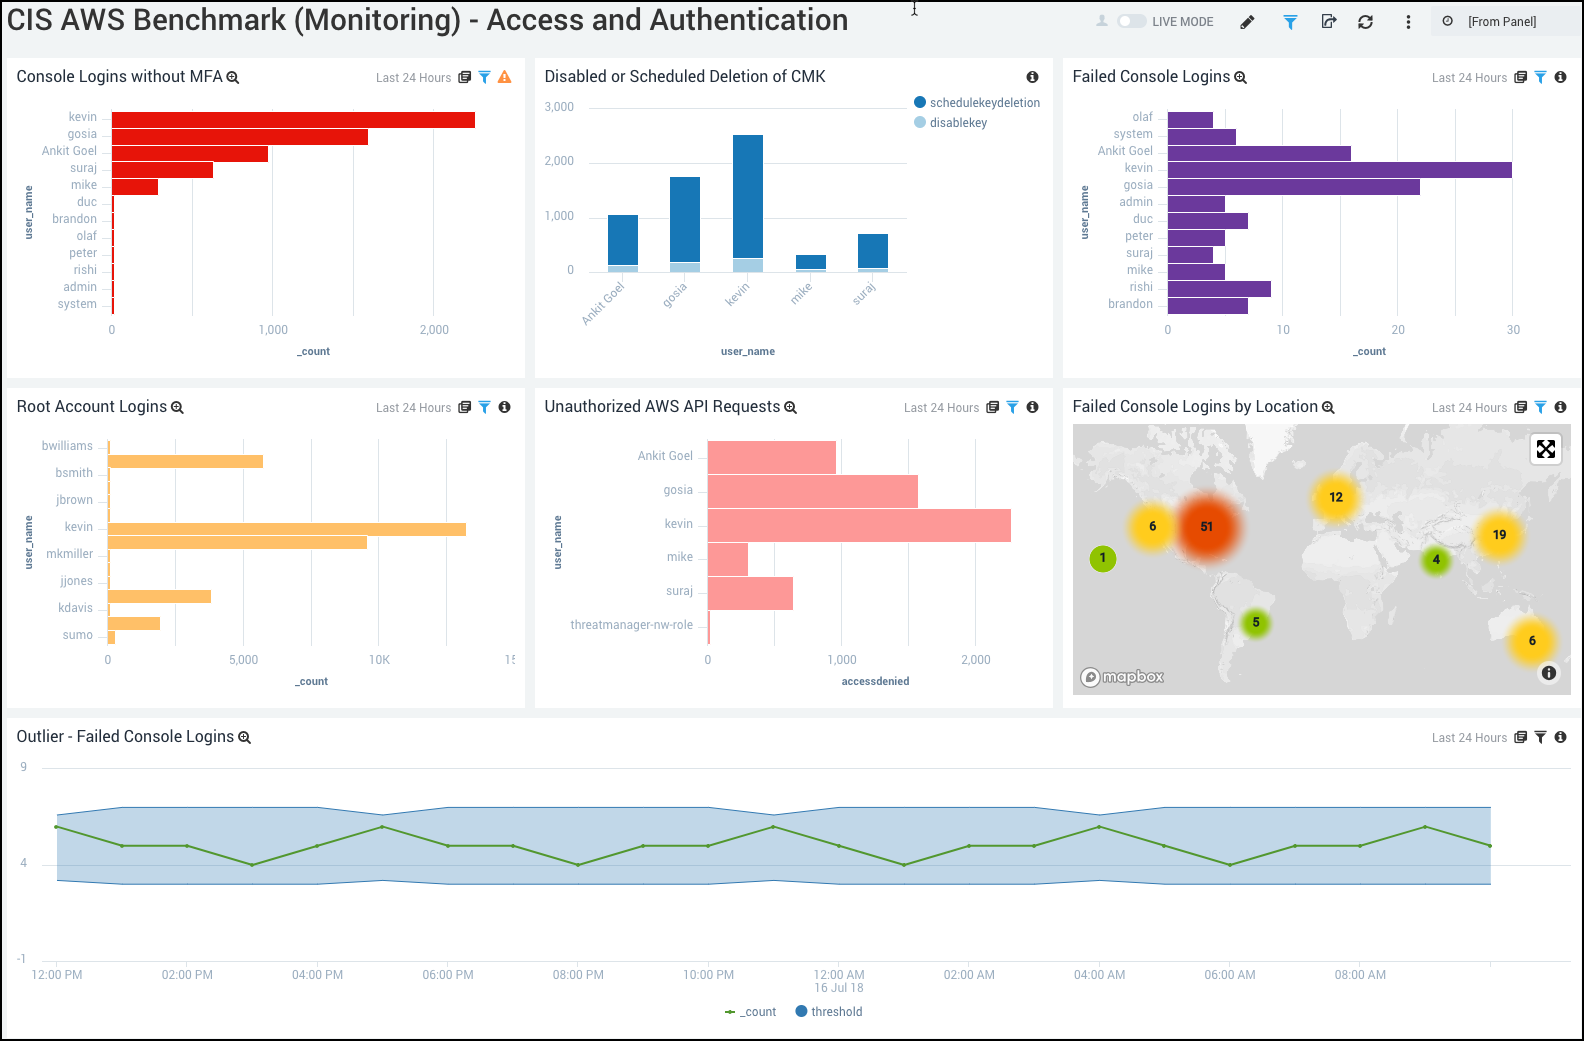 CIS AWS Benchmark (Monitoring) - Access and Authentication
LIVE MODE
[From Panel]
Console Logins without MFA
Last 24 Hours
user_name
kevin
gosia
Ankit Goel
suraj
mike
duc
brandon
olaf
peter
rishi
admin
system
0 1,000 2,000
_count
Disabled or Scheduled Deletion of CMK
schedulekeydeletion
disablekey
3,000
2,000
1,000
0
Ankit Goel gosia kevin mike suraj
user_name
Failed Console Logins
Last 24 Hours
user_name
olaf
system
Ankit Goel
kevin
gosia
admin
duc
peter
suraj
mike
rishi
brandon
0 10 20 30
_count
Root Account Logins
Last 24 Hours
user_name
bwilliams
bsmith
jbrown
kevin
mkmiller
jjones
kdavis
sumo
0 5,000 10K 15
_count
Unauthorized AWS API Requests
Last 24 Hours
user_name
Ankit Goel
gosia
kevin
mike
suraj
threatmanager-nw-role
0 1,000 2,000
accessdenied
Failed Console Logins by Location
Last 24 Hours
12
6 51
19
1
4
5
6
mapbox
Outlier - Failed Console Logins
Last 24 Hours
9
4
-1
12:00 PM 02:00 PM 04:00 PM 06:00 PM 08:00 PM 10:00 PM 12:00 AM 02:00 AM 04:00 AM 06:00 AM 08:00 AM
16 Jul 18
_count threshold